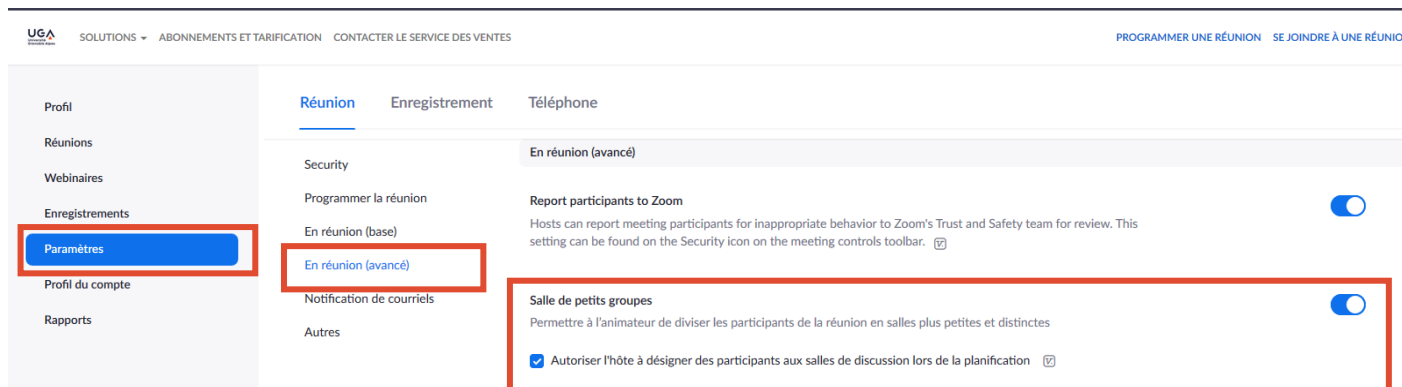 UGA
Université
Grenoble Alpes
SOLUTIONS ABONNEMENTS ET TARIFICATION CONTACTER LE SERVICE DES VENTES
PROGRAMMER UNE RÉUNION SE JOINDRE À UNE RÉUNIO
Profil
Réunions
Webinaires
Enregistrements
Paramètres
Profil du compte
Rapports
Réunion Enregistrement Téléphone
Security
Programmer la réunion
En réunion (base)
En réunion (avancé)
Notification de courriels
Autres
En réunion (avancé)
Report participants to Zoom
Hosts can report meeting participants for inappropriate behavior to Zoom's Trust and Safety team for review. This
setting can be found on the Security icon on the meeting controls toolbar.
Salle de petits groupes
Permettre à l'animateur de diviser les participants de la réunion en salles plus petites et distinctes
Autoriser l'hôte à désigner des participants aux salles de discussion lors de la planification